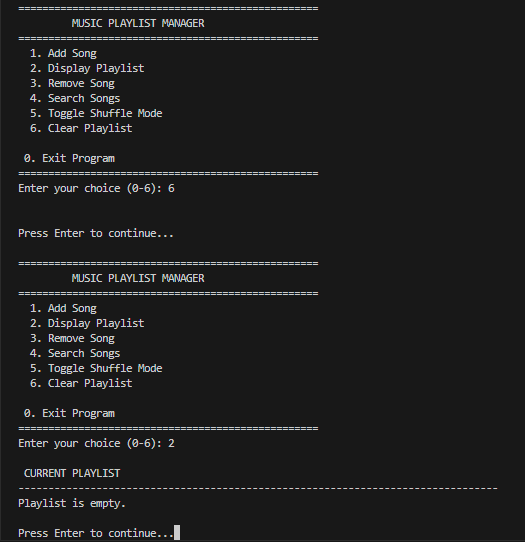 ==================================================
MUSIC PLAYLIST MANAGER
==================================================
1. Add Song
2. Display Playlist
3. Remove Song
4. Search Songs
5. Toggle Shuffle Mode
6. Clear Playlist
0. Exit Program
==================================================
Enter your choice (0-6): 6
Press Enter to continue...
==================================================
MUSIC PLAYLIST MANAGER
==================================================
1. Add Song
2. Display Playlist
3. Remove Song
4. Search Songs
5. Toggle Shuffle Mode
6. Clear Playlist
0. Exit Program
==================================================
Enter your choice (0-6): 2
CURRENT PLAYLIST
--------------------------------------------------------------------------------
Playlist is empty.
Press Enter to continue...